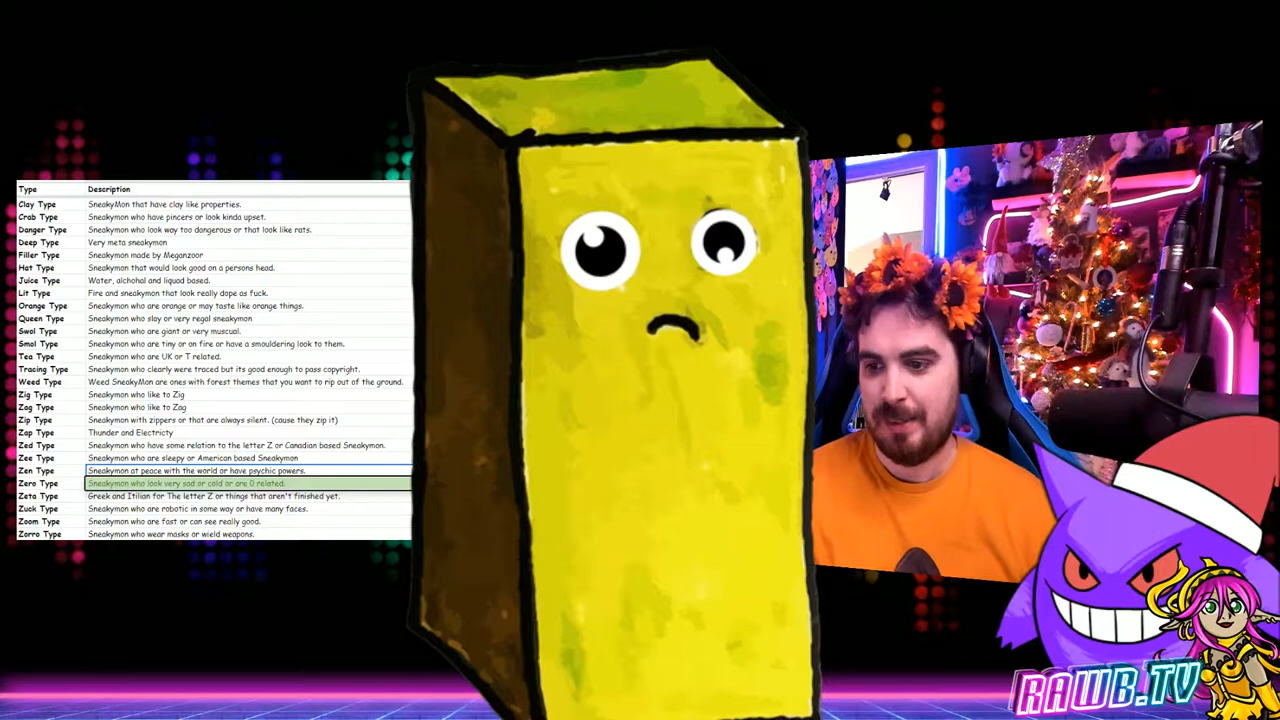 Type Description
Clay Type SneakyMon that have clay like properties.
Crab Type Sneakymon who have pincers or look kinda upset.
Danger Type Sneakymon who look way too dangerous or that look like rats.
Deep Type Very meta sneakymon
Filler Type Sneakymon made by Meganzoor
Hat Type Sneakymon that would look good on a persons head.
Juice Type Water, alchohal and liquad based.
Lit Type Fire and sneakymon that look really dope as fuck.
Orange Type Sneakymon who are orange or may taste like orange things.
Queen Type Sneakymon who slay or very regal sneakymon
Swol Type Sneakymon who are giant or very muscual.
Smol Type Sneakymon who are tiny or on fire or have a smouldering look to them.
Tea Type Sneakymon who are UK or T related.
Tracing Type Sneakymon who clearly were traced but its good enough to pass copyright.
Weed Type Weed SneakyMon are ones with forest themes that you want to rip out of the ground.
Zig Type Sneakymon who like to Zig
Zag Type Sneakymon who like to Zag
Zip Type Sneakymon with zippers or that are always silent. (cause they zip it)
Zap Type Thunder and Electricty
Zed Type Sneakymon who have some relation to the letter Z or Canadian based Sneakymon.
Zee Type Sneakymon who are sleepy or American based Sneakymon
Zen Type Sneakymon at peace with the world or have psychic powers.
Zero Type Sneakymon who look very sad or cold or are 0 related.
Zeta Type Greek and Itilian for The letter Z or things that aren't finished yet.
Zuck Type Sneakymon who are robotic in some way or have many faces.
Zoom Type Sneakymon who are fast or can see really good.
Zorro Type Sneakymon who wear masks or wield weapons.
RAWB.TV